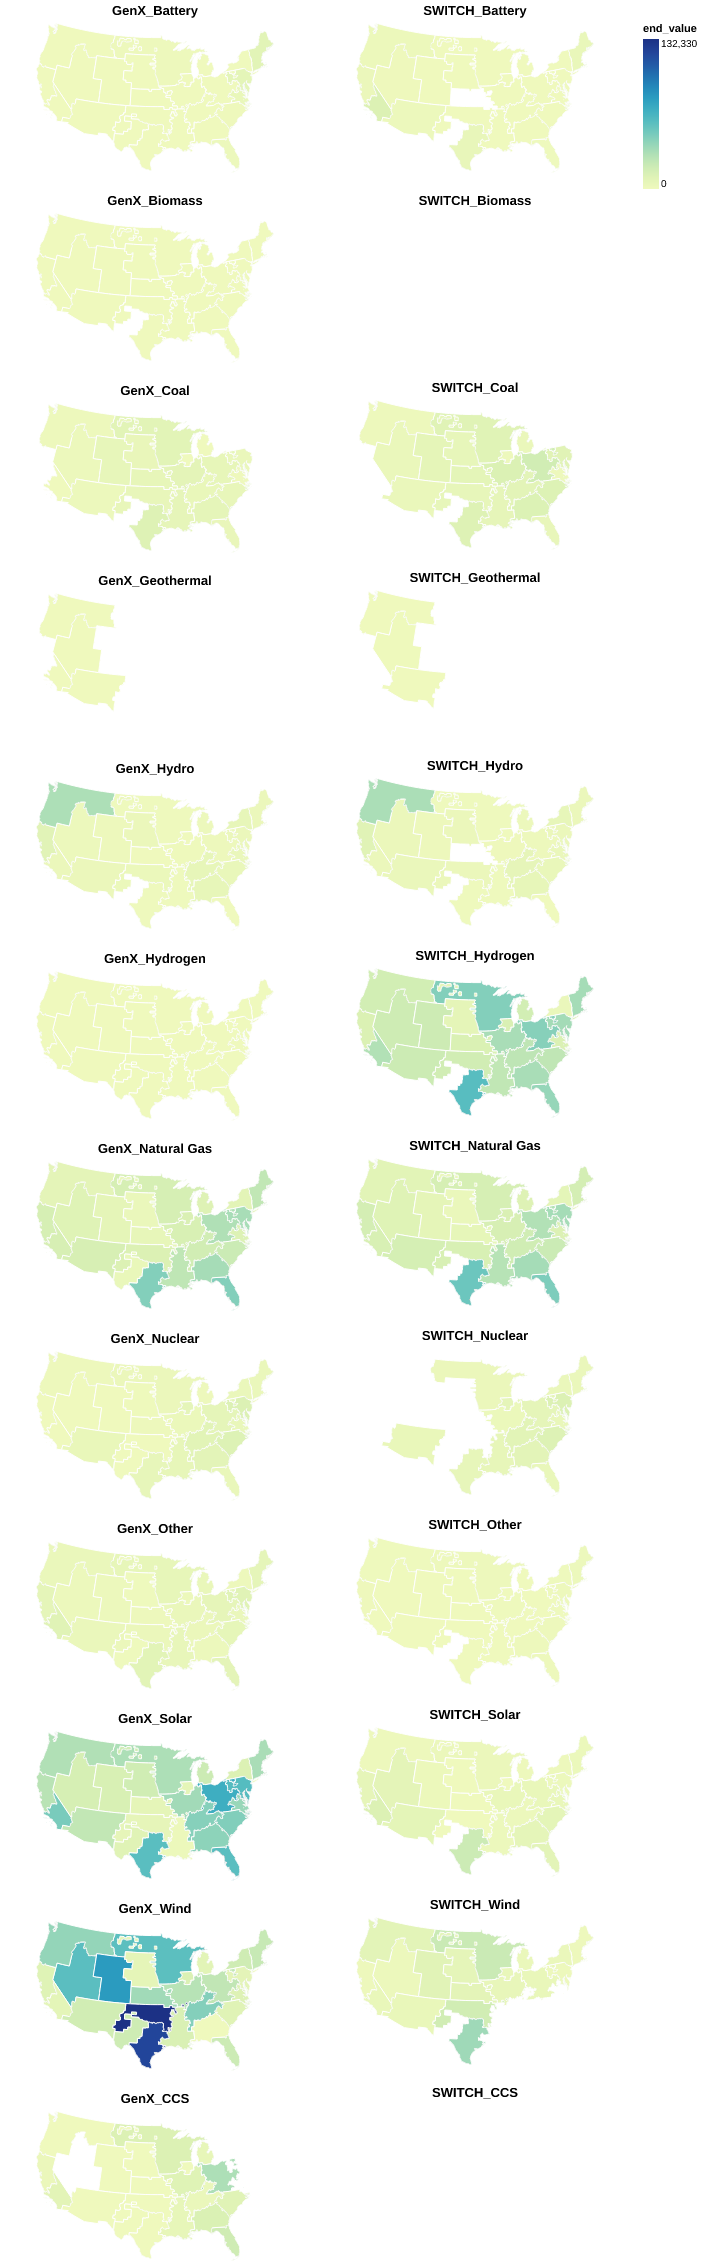 GenX_Battery
SWITCH_Battery
end_value
132,330
0
GenX_Biomass
SWITCH_Biomass
GenX_Coal
SWITCH_Coal
GenX_Geothermal
SWITCH_Geothermal
GenX_Hydro
SWITCH_Hydro
GenX_Hydrogen
SWITCH_Hydrogen
GenX_Natural Gas
SWITCH_Natural Gas
GenX_Nuclear
SWITCH_Nuclear
GenX_Other
SWITCH_Other
GenX_Solar
SWITCH_Solar
GenX_Wind
SWITCH_Wind
GenX_CCS
SWITCH_CCS